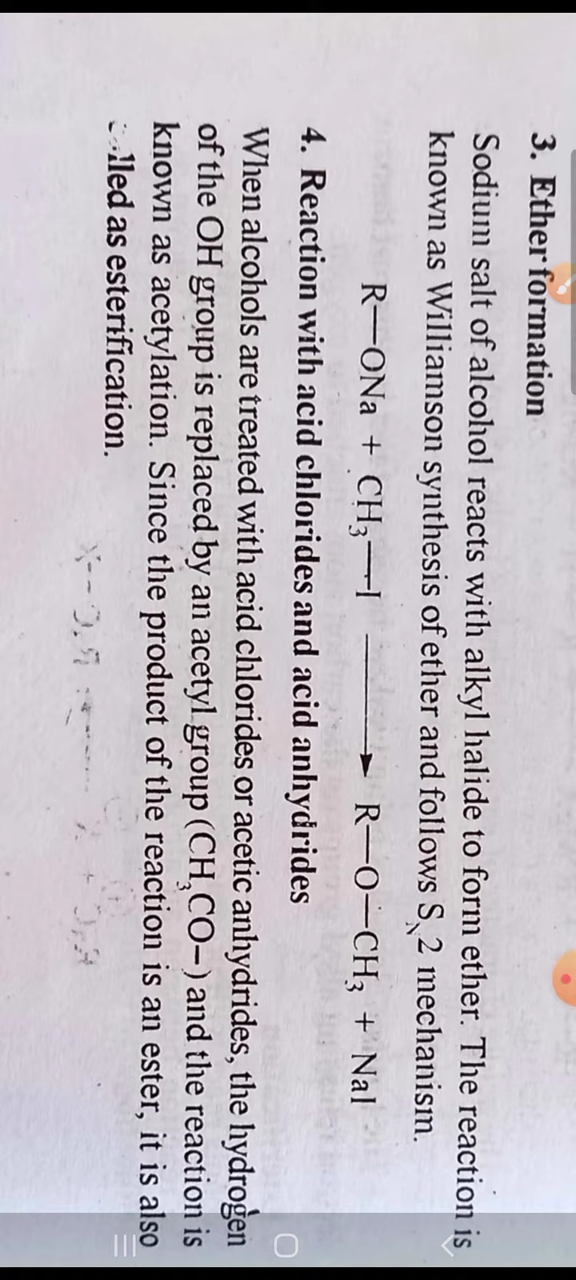 3. Ether formation
Sodium salt of alcohol reacts with alkyl halide to form ether. The reaction is
known as Williamson synthesis of ether and follows S_N2 mechanism.
R—ONa + CH₃—I ⟶ R—O—CH₃ + NaI
4. Reaction with acid chlorides and acid anhydrides
When alcohols are treated with acid chlorides or acetic anhydrides, the hydrogen
of the OH group is replaced by an acetyl group (CH₃CO–) and the reaction is
known as acetylation. Since the product of the reaction is an ester, it is also
as esterification.